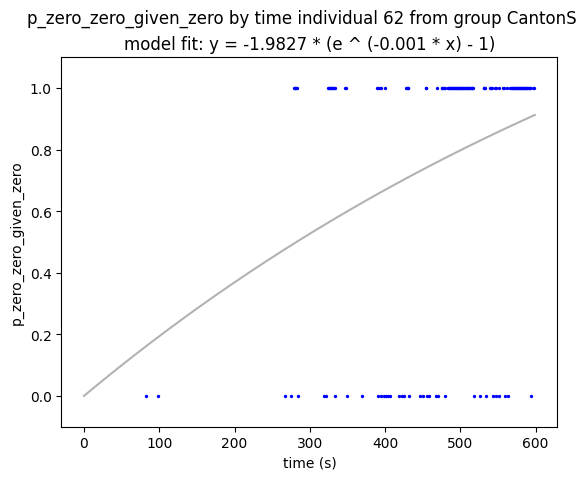 p_zero_zero_given_zero by time individual 62 from group CantonS
model fit: y = -1.9827 * (e ^ (-0.001 * x) - 1)
1.0
0.8
0.6
0.4
0.2
0.0
p_zero_zero_given_zero
0 100 200 300 400 500 600
time (s)